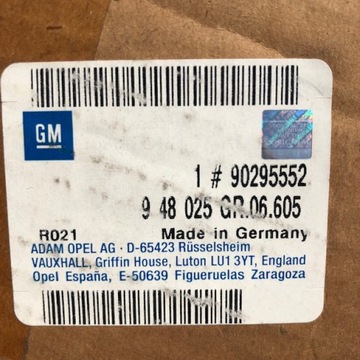 GM
1 # 90295552
9 48 025 GR.06.605
R021 Made in Germany
ADAM OPEL AG · D-65423 Rüsselsheim
VAUXHALL, Griffin House, Luton LU1 3YT, England
Opel España, E-50639 Figueruelas Zaragoza